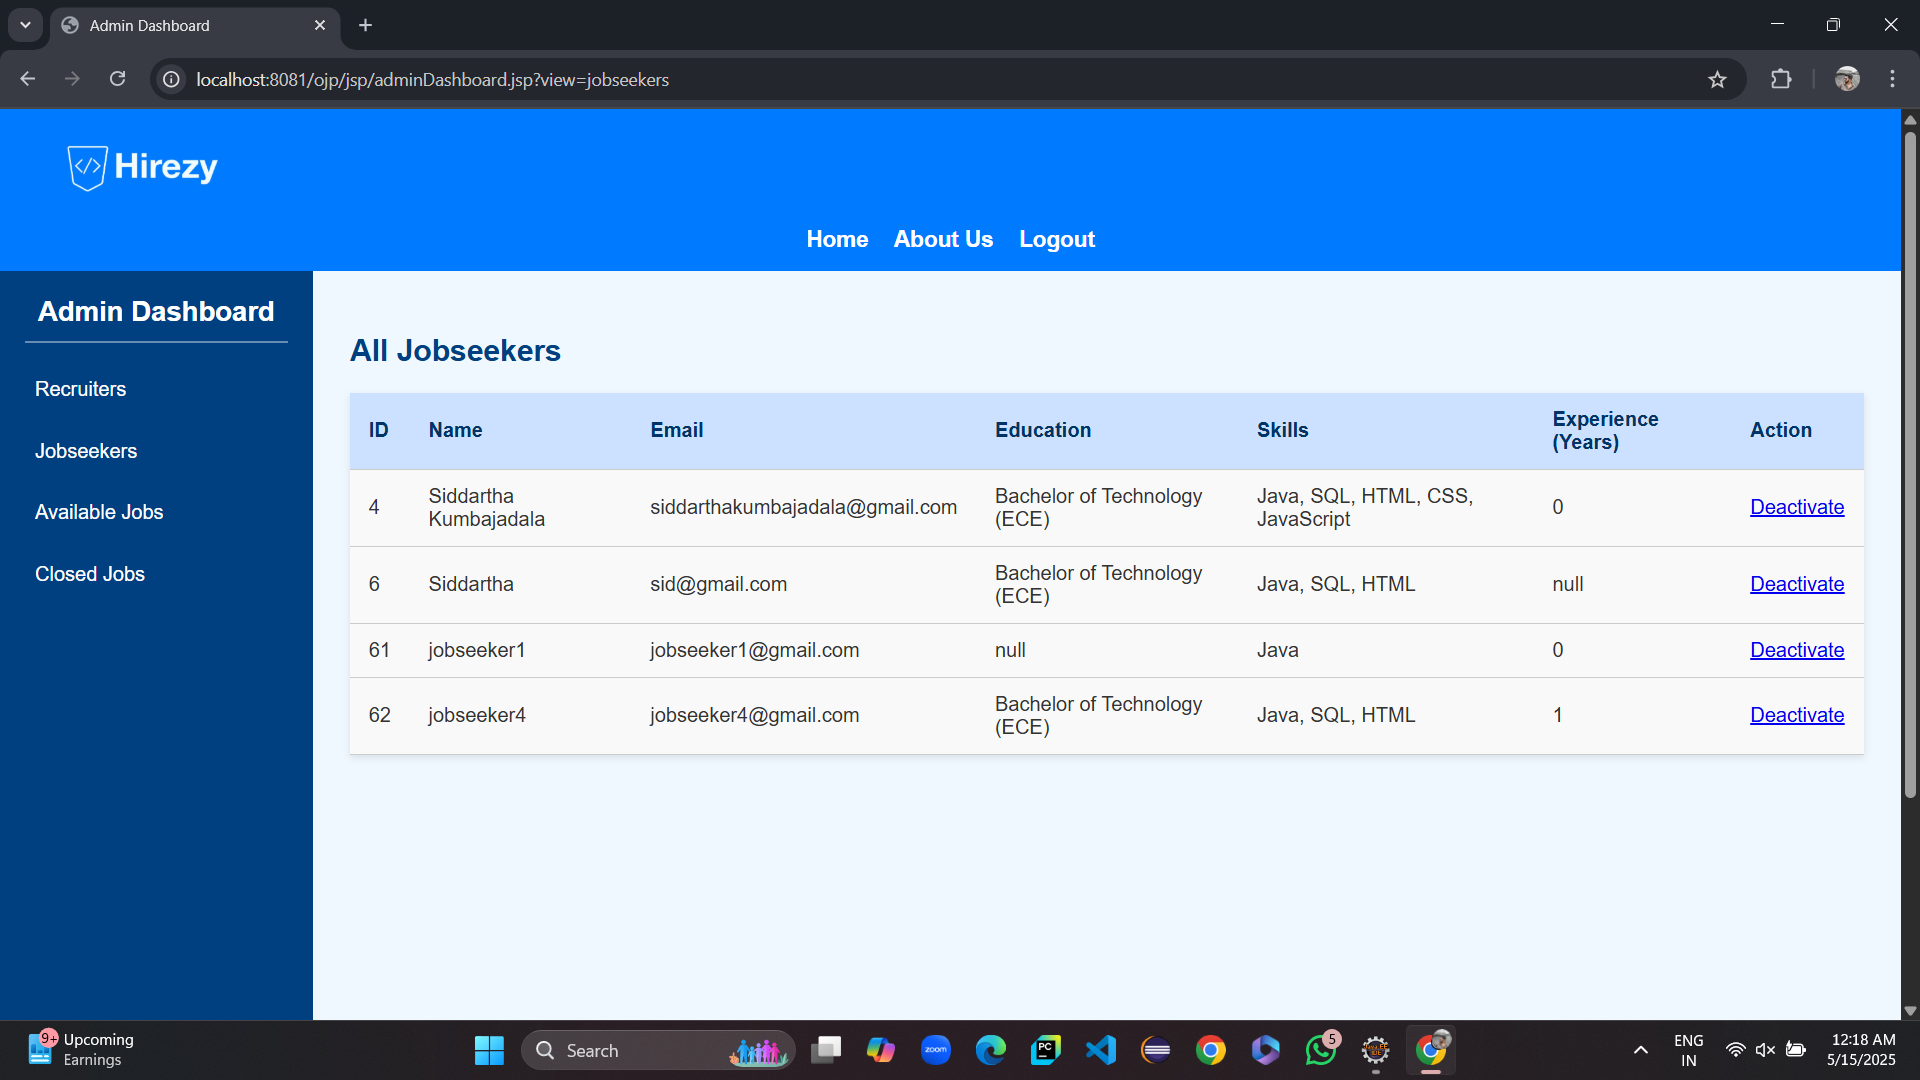 Admin Dashboard
localhost:8081/ojp/jsp/adminDashboard.jsp?view=jobseekers
</> Hirezy
Home About Us Logout
Admin Dashboard
Recruiters
Jobseekers
Available Jobs
Closed Jobs
All Jobseekers
ID Name Email Education Skills Experience (Years) Action
4 Siddartha Kumbajadala siddarthakumbajadala@gmail.com Bachelor of Technology (ECE) Java, SQL, HTML, CSS, JavaScript 0 Deactivate
6 Siddartha sid@gmail.com Bachelor of Technology (ECE) Java, SQL, HTML null Deactivate
61 jobseeker1 jobseeker1@gmail.com null Java 0 Deactivate
62 jobseeker4 jobseeker4@gmail.com Bachelor of Technology (ECE) Java, SQL, HTML 1 Deactivate
9+ Upcoming
Earnings
Search
zoom
PC
5
ENG
IN
12:18 AM
5/15/2025